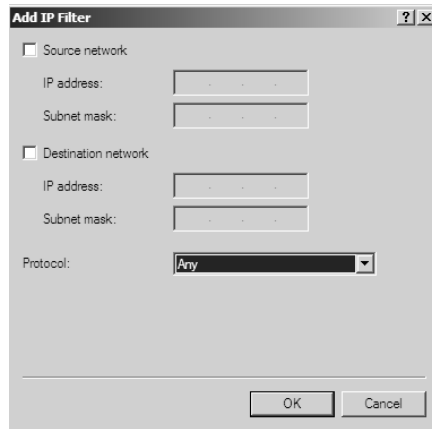 Add IP Filter
? X
Source network
IP address:
. . .
Subnet mask:
. . .
Destination network
IP address:
. . .
Subnet mask:
. . .
Protocol: Any
OK Cancel